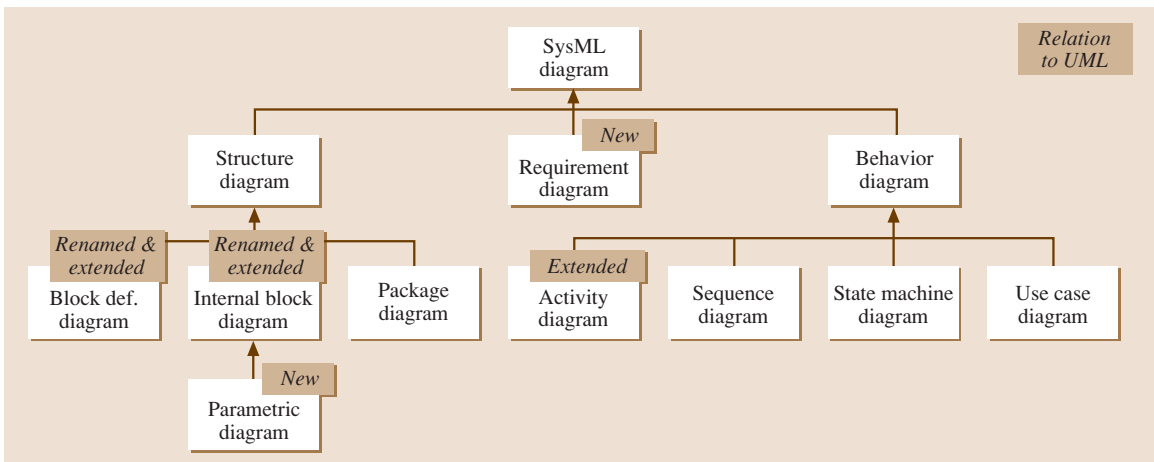 SysML
diagram
Relation
to UML
Structure
diagram
New
Requirement
diagram
Behavior
diagram
Renamed &
extended
Block def.
diagram
Renamed &
extended
Internal block
diagram
Package
diagram
Extended
Activity
diagram
Sequence
diagram
State machine
diagram
Use case
diagram
New
Parametric
diagram